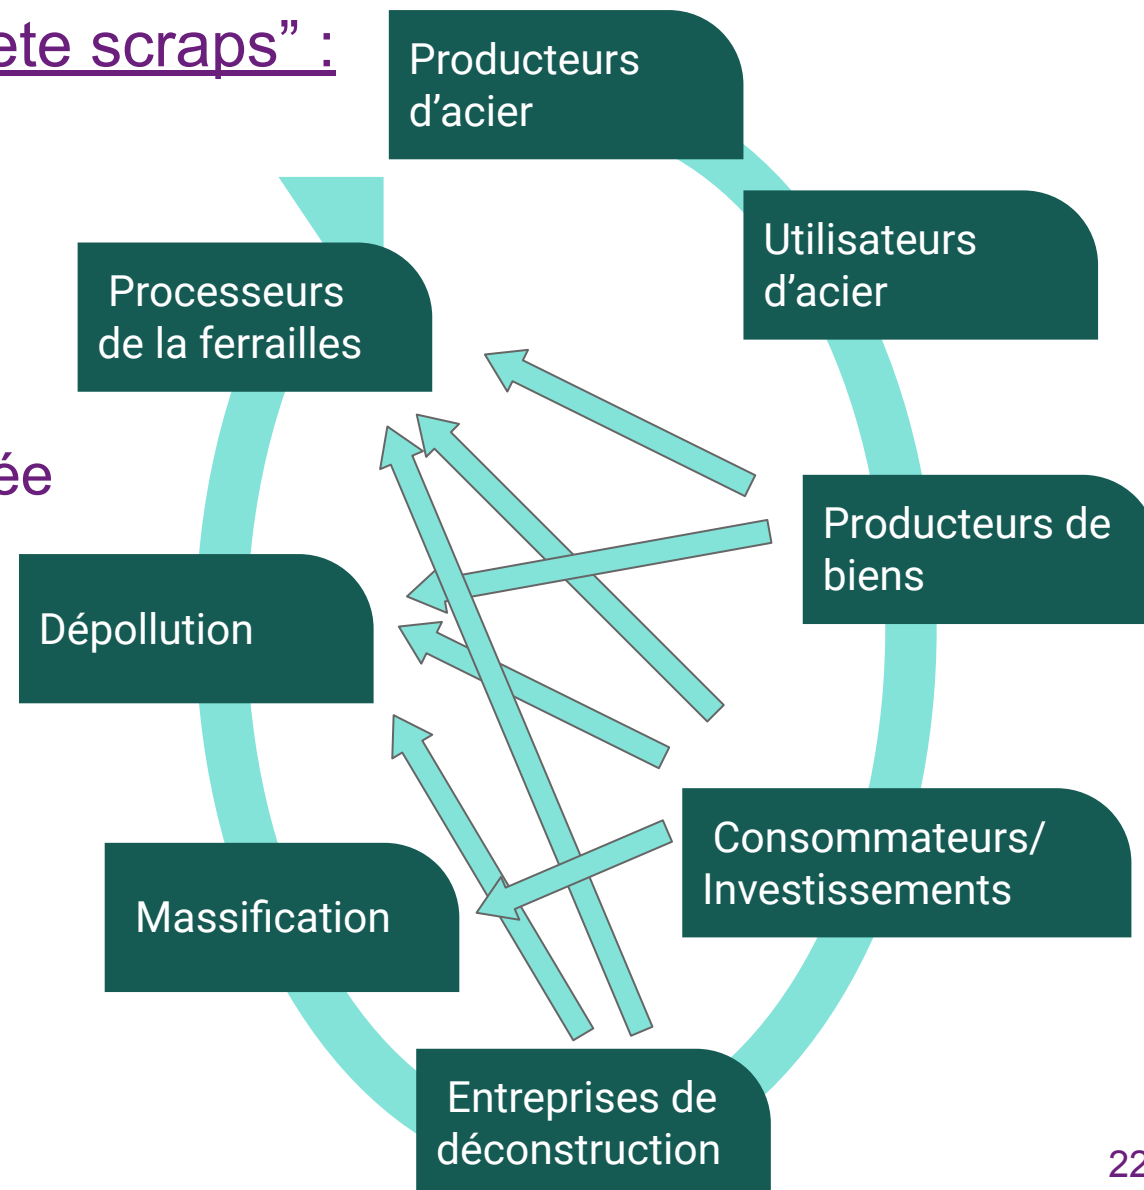 ete scraps” :
Producteurs
d’acier
Utilisateurs
d’acier
Processeurs
de la ferrailles
ée
Producteurs de
biens
Dépollution
Consommateurs/
Investissements
Massification
Entreprises de
déconstruction
22